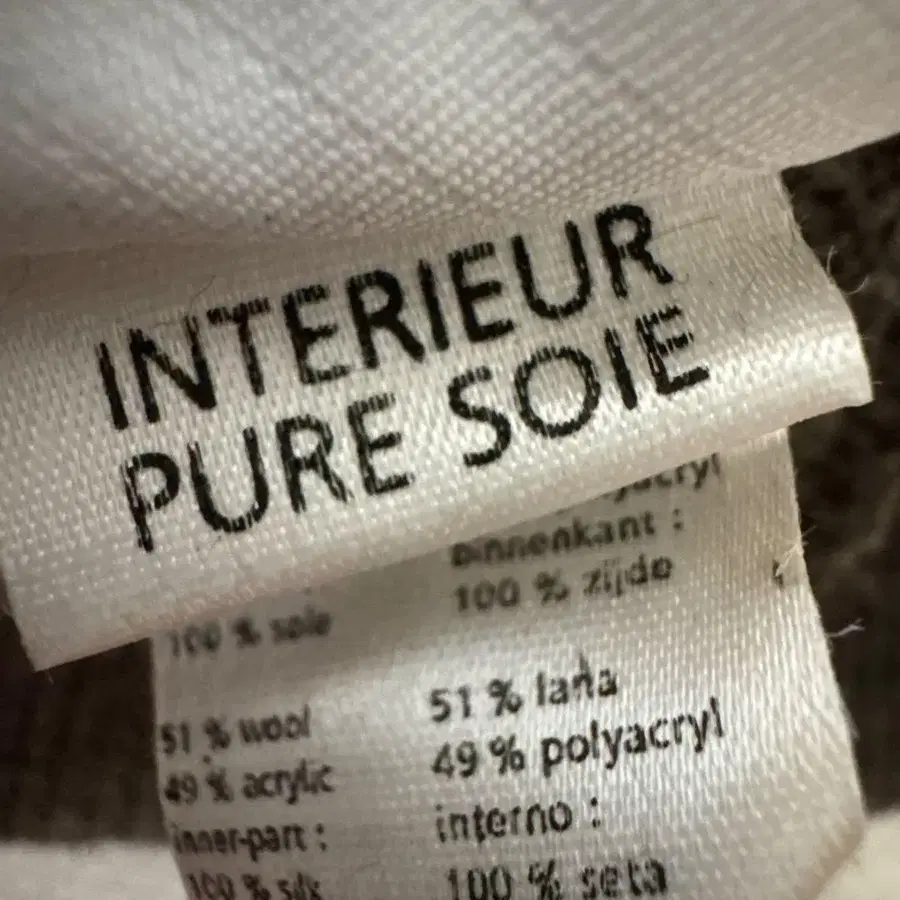 INTERIEUR
PURE SOIE
binnenkant :
100 % zijde
100 % soie
51 % wool
49 % acrylic
inner-part :
100 % silk
51 % lana
49 % polyacryl
interno :
100 % seta